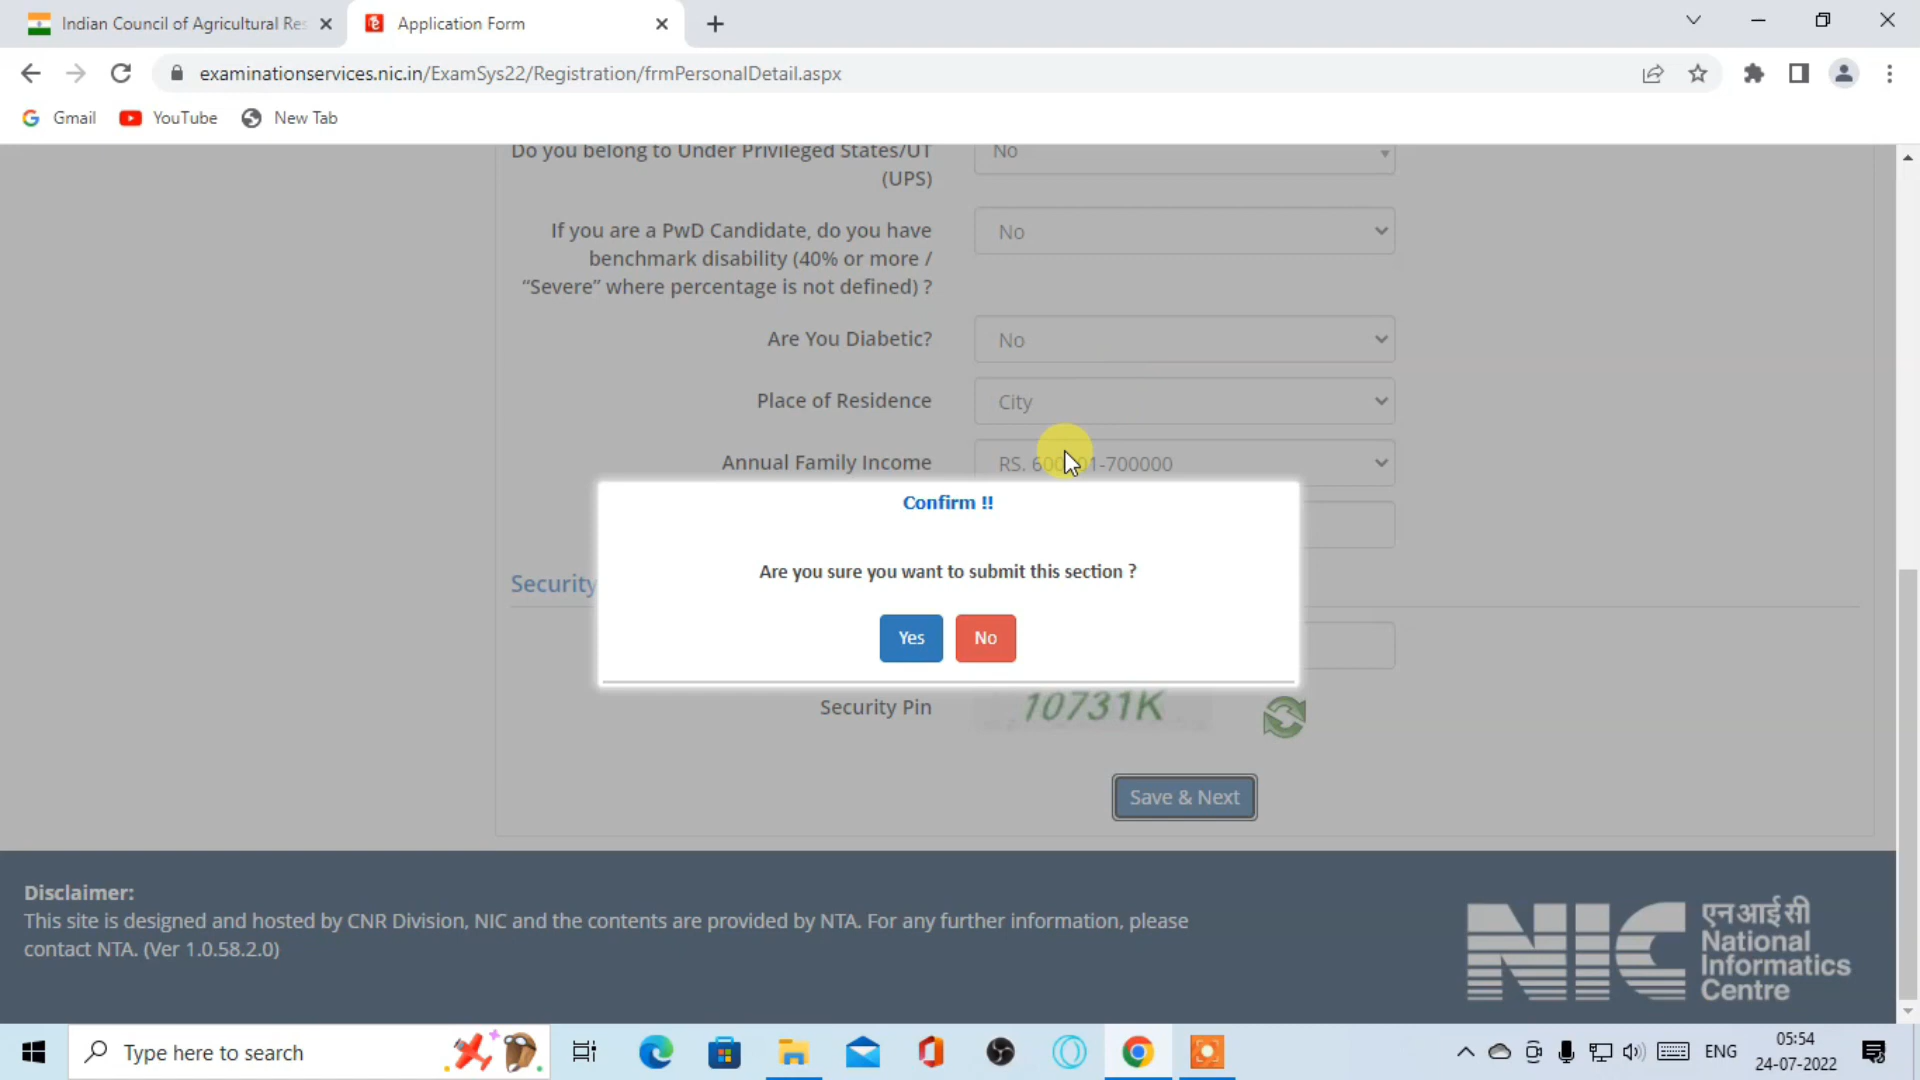 Indian Council of Agricultural Res
Application Form
examinationservices.nic.in/ExamSys22/Registration/frmPersonalDetail.aspx
Gmail
YouTube
New Tab
Do you belong to Under Privileged States/UT
(UPS)
No
If you are a PwD Candidate, do you have
benchmark disability (40% or more /
“Severe” where percentage is not defined) ?
No
Are You Diabetic?
No
Place of Residence
City
Annual Family Income
RS. 600001-700000
Confirm !!
Are you sure you want to submit this section ?
Yes
No
Security
Security Pin
10731K
Save & Next
Disclaimer:
This site is designed and hosted by CNR Division, NIC and the contents are provided by NTA. For any further information, please
contact NTA. (Ver 1.0.58.2.0)
NIC
एन आई सी
National
Informatics
Centre
Type here to search
ENG
05:54
24-07-2022